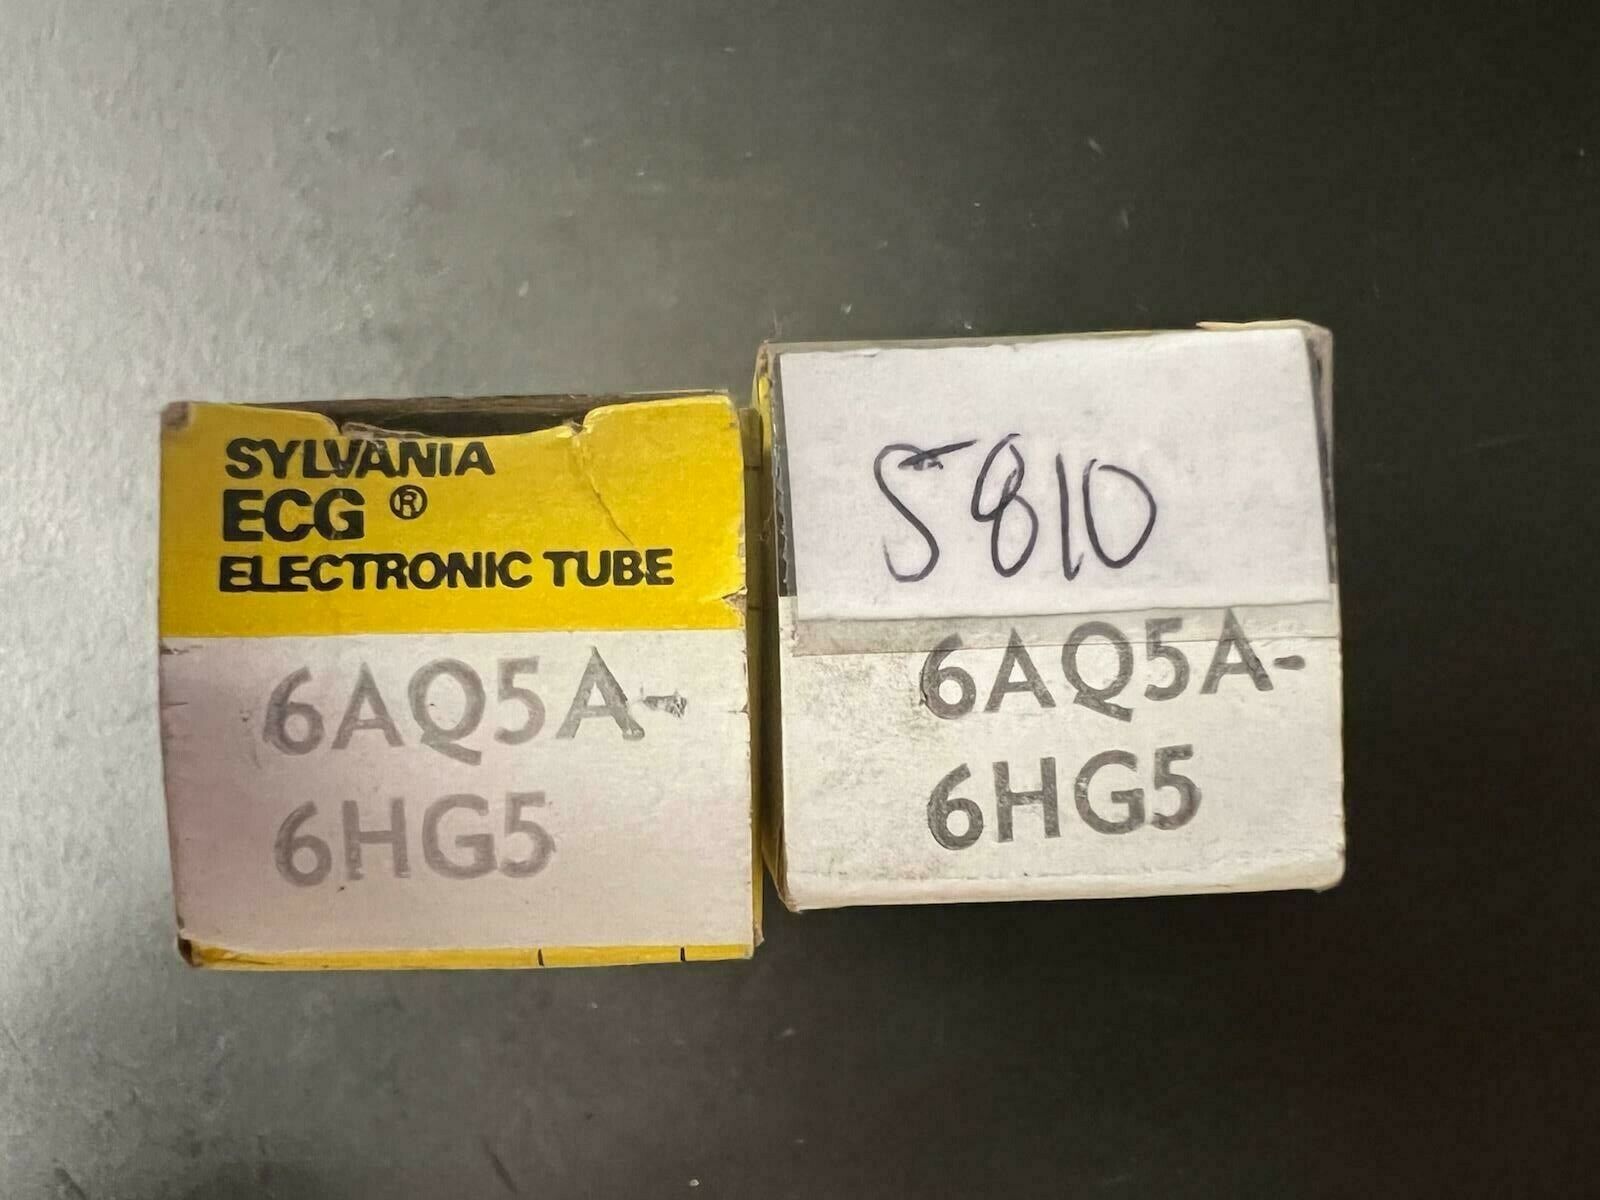 SYLVANIA
ECG ®
ELECTRONIC TUBE
6AQ5A-
6HG5
5810
6AQ5A-
6HG5